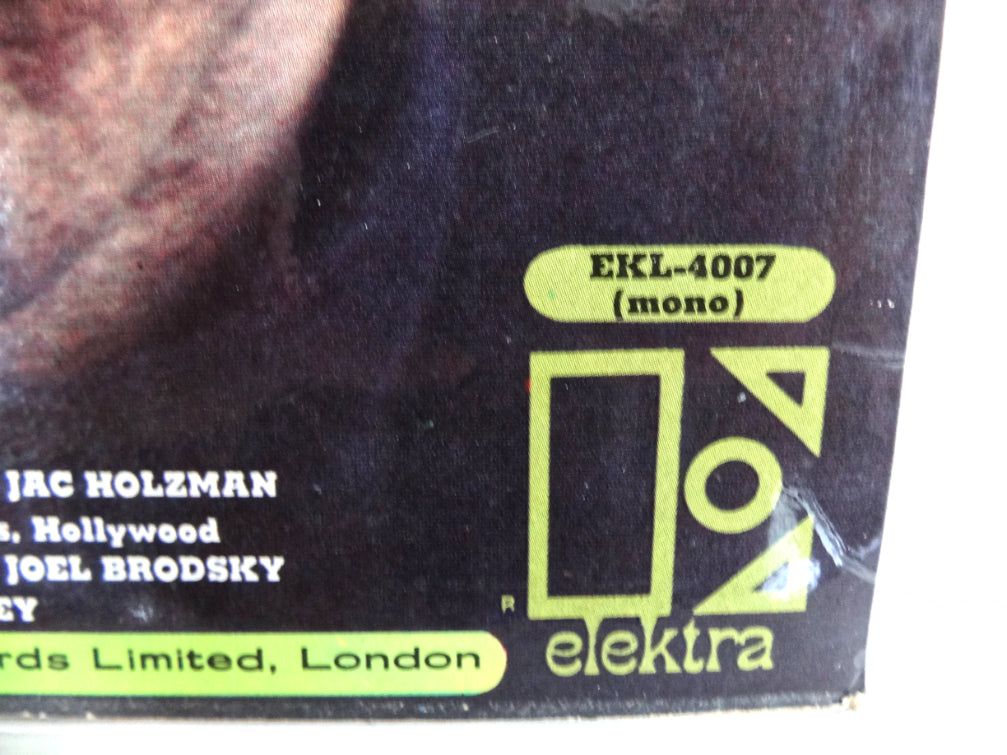 EKL-4007
(mono)
JAC HOLZMAN
s, Hollywood
JOEL BRODSKY
EY
R
elektra
rds Limited, London